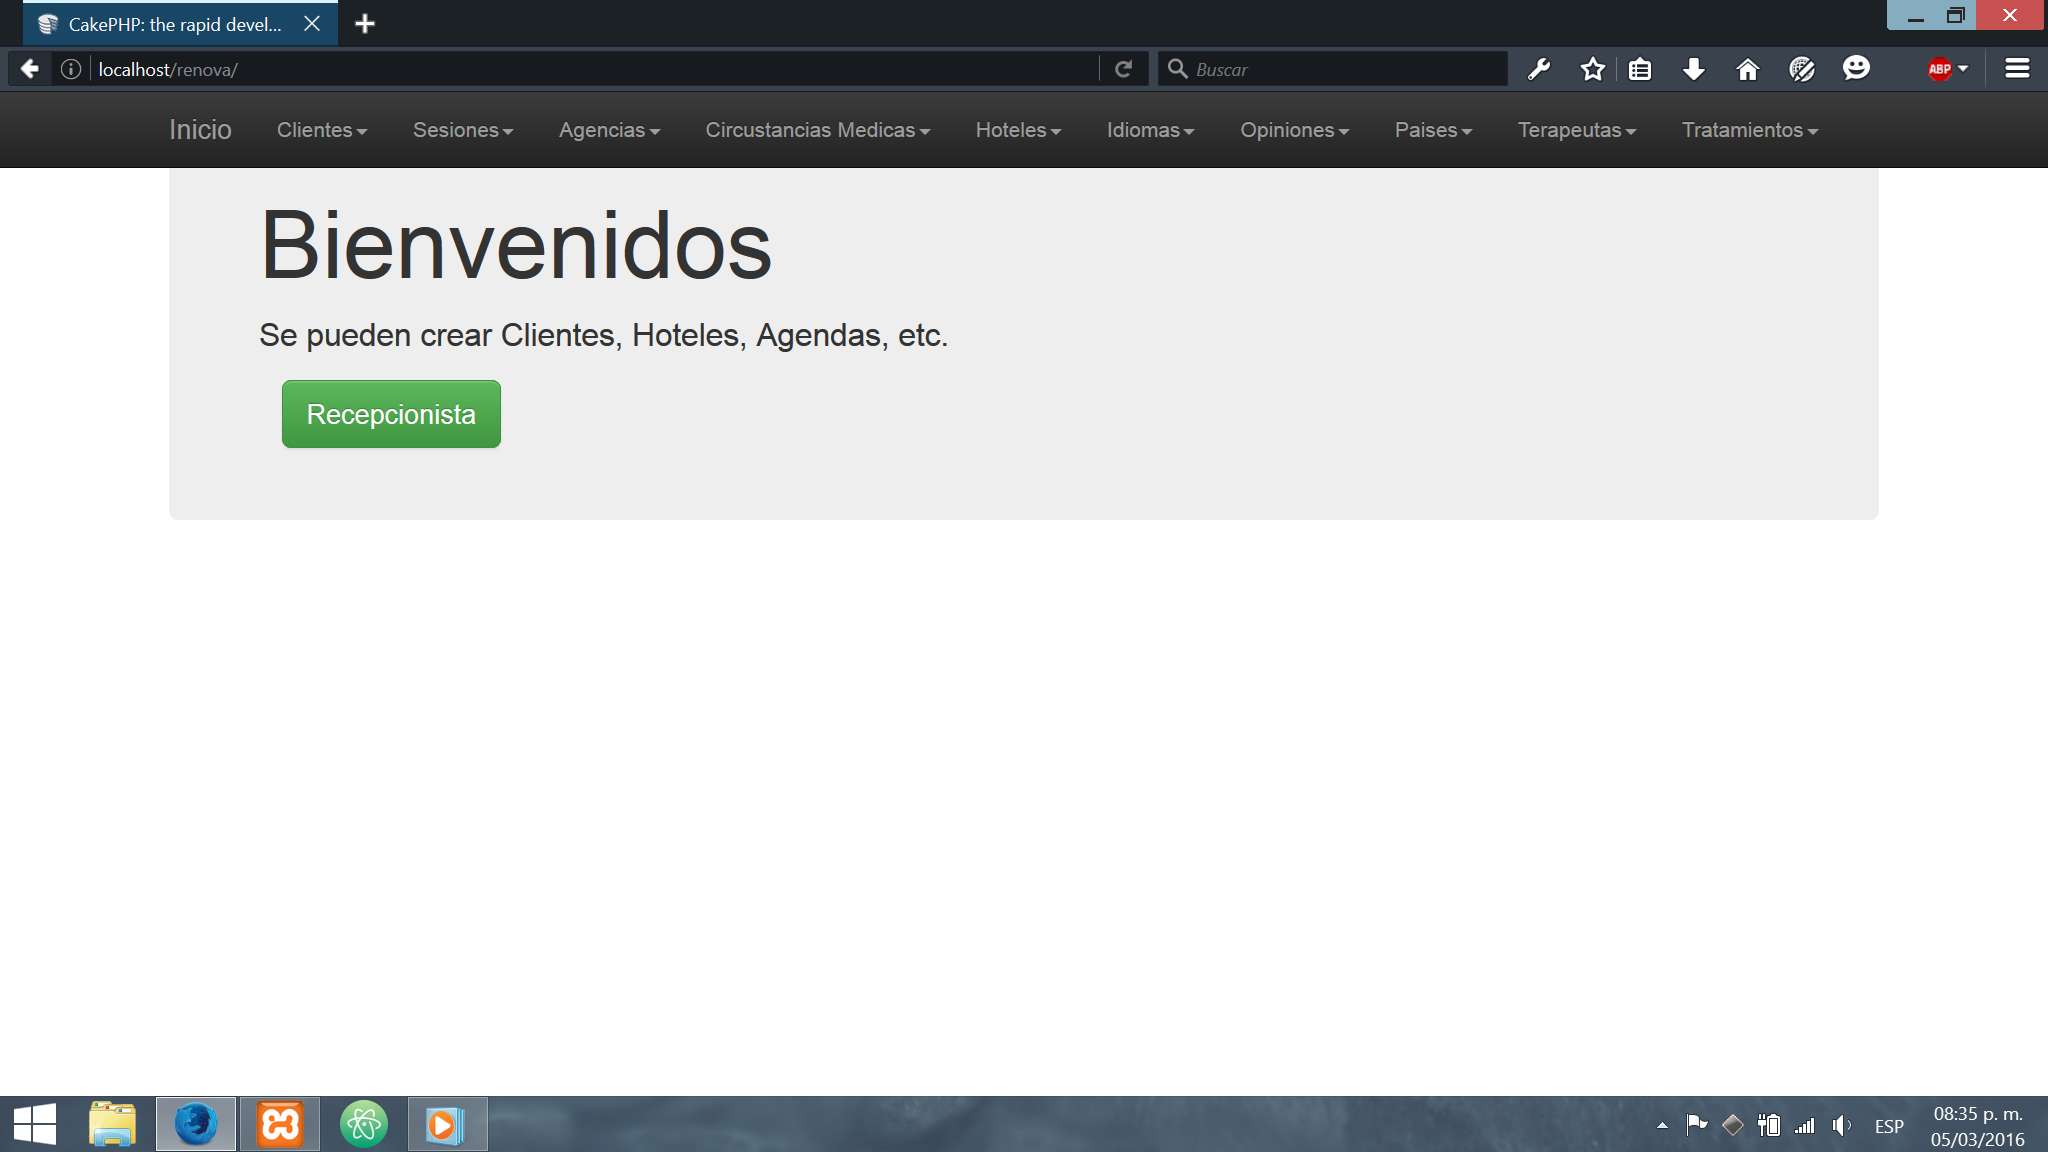 CakePHP: the rapid devel...
localhost/renova/
Buscar
ABP
Inicio Clientes Sesiones Agencias Circustancias Medicas Hoteles Idiomas Opiniones Paises Terapeutas Tratamientos
Bienvenidos
Se pueden crear Clientes, Hoteles, Agendas, etc.
Recepcionista
ESP
08:35 p. m.
05/03/2016